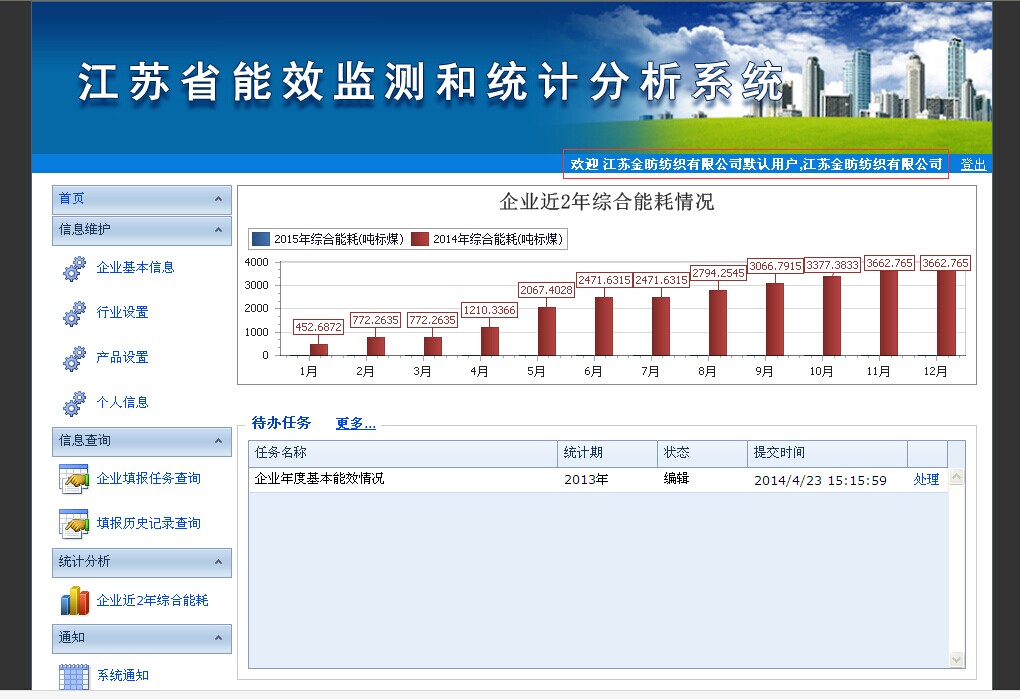 江苏省能效监测和统计分析系统
欢迎 江苏金昉纺织有限公司默认用户,江苏金昉纺织有限公司
登出
首页
信息维护
企业基本信息
行业设置
产品设置
个人信息
信息查询
企业填报任务查询
填报历史记录查询
统计分析
企业近2年综合能耗
通知
系统通知
企业近2年综合能耗情况
2015年综合能耗(吨标煤) 2014年综合能耗(吨标煤)
4000
3000
2000
1000
0
452.6872
772.2635
772.2635
1210.3366
2067.4028
2471.6315
2471.6315
2794.2545
3066.7915
3377.3833
3662.765
3662.765
1月 2月 3月 4月 5月 6月 7月 8月 9月 10月 11月 12月
待办任务 更多...
任务名称 统计期 状态 提交时间
企业年度基本能效情况 2013年 编辑 2014/4/23 15:15:59 处理